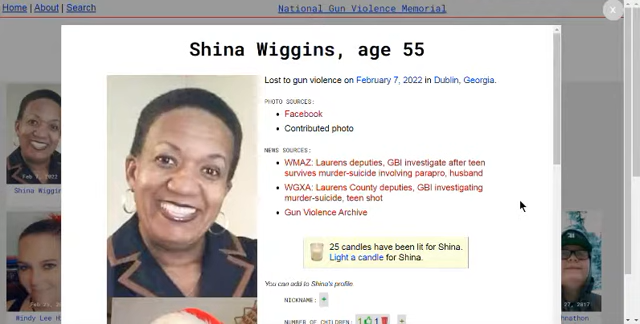 Home | About | Search
National Gun Violence Memorial
x
Shina Wiggins, age 55
Lost to gun violence on February 7, 2022 in Dublin, Georgia.
PHOTO SOURCES:
Facebook
Contributed photo
NEWS SOURCES:
WMAZ: Laurens deputies, GBI investigate after teen
survives murder-suicide involving parapro, husband
WGXA: Laurens County deputies, GBI investigating
murder-suicide, teen shot
Gun Violence Archive
25 candles have been lit for Shina.
Light a candle for Shina.
You can add to Shina's profile
NICKNAME: +
NUMBER OF CHILDREN: 1 1 +
Feb 7, 2022
Shina Wiggin
Windy Lee H
hnathon